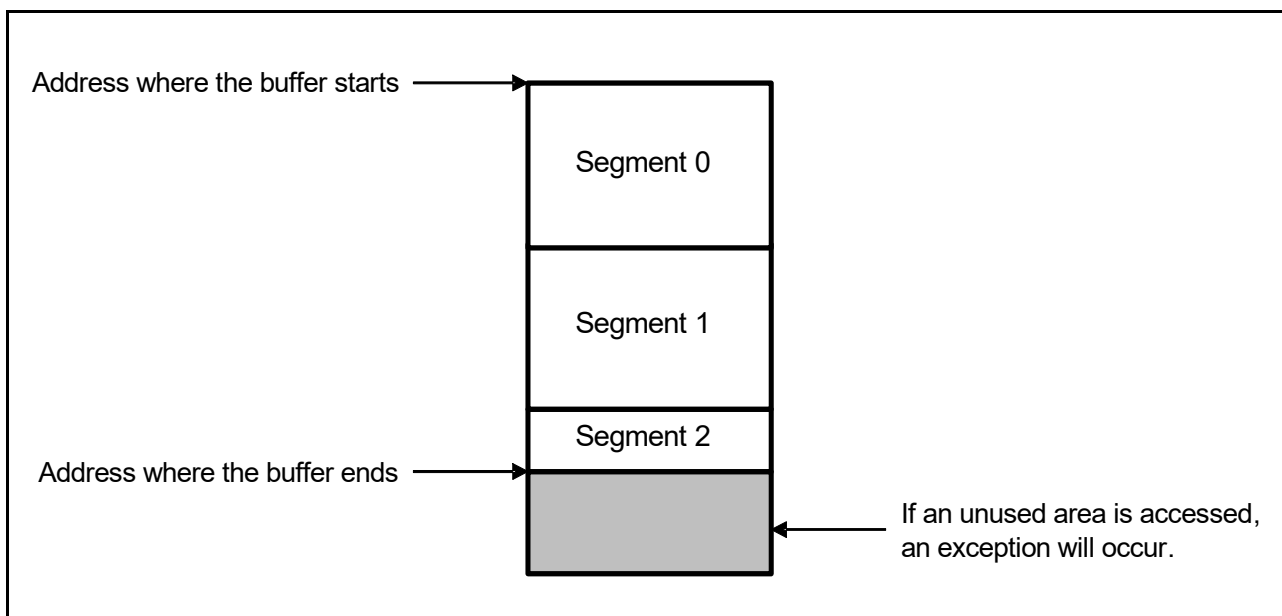 Address where the buffer starts
Segment 0
Segment 1
Segment 2
Address where the buffer ends
If an unused area is accessed,
an exception will occur.